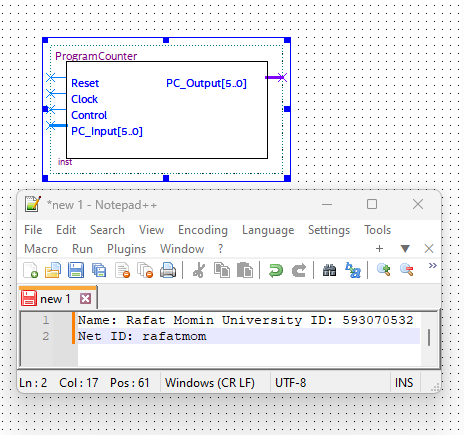 ProgramCounter
Reset PC_Output[5..0]
Clock
Control
PC_Input[5..0]
inst
*new 1 - Notepad++
File Edit Search View Encoding Language Settings Tools
Macro Run Plugins Window ? + ▼ X
new 1
1 Name: Rafat Momin University ID: 593070532
2 Net ID: rafatmom
Ln: 2 Col: 17 Pos: 61 Windows (CR LF) UTF-8 INS